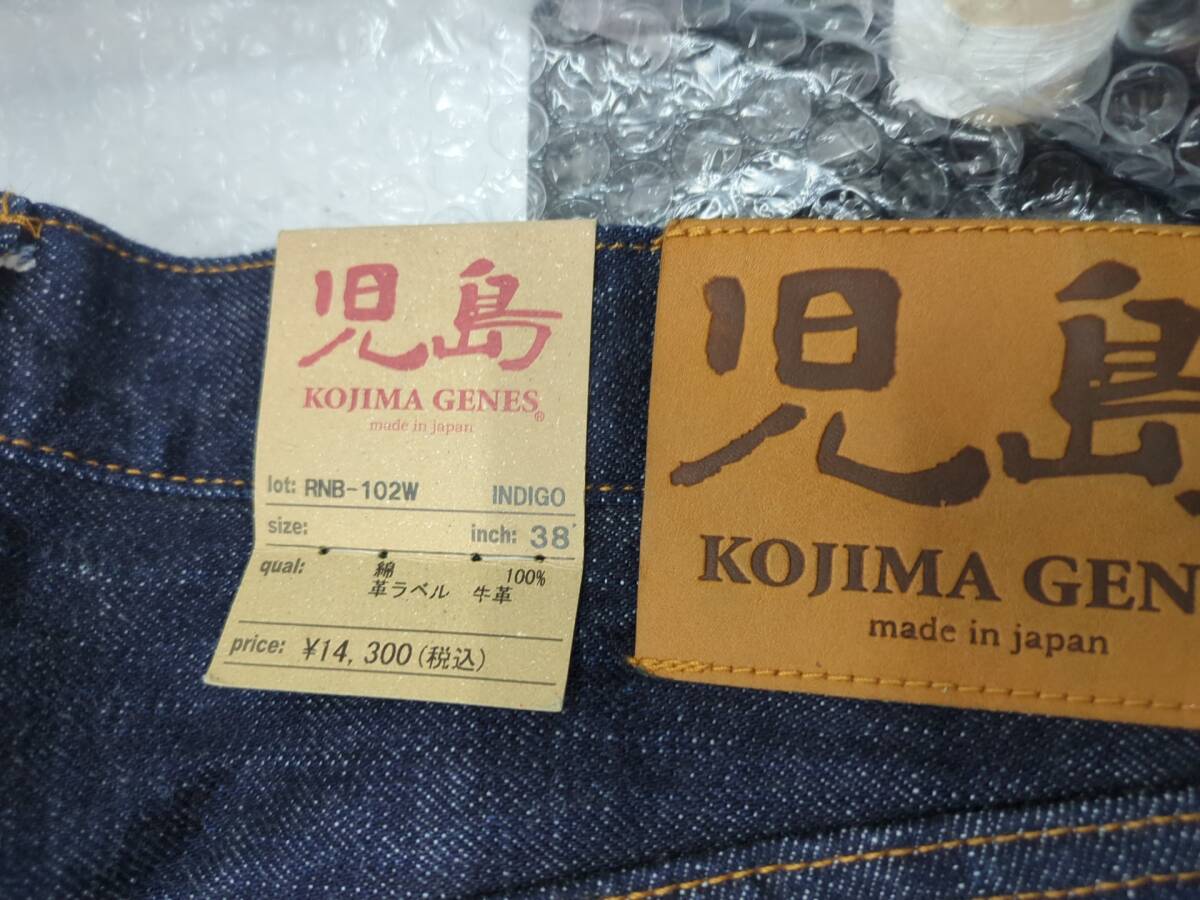 児島
KOJIMA GENES®
made in japan
lot: RNB-102W INDIGO
size: inch: 38
qual: 綿 100%
革ラベル 牛革
price: ¥14,300(税込)
児島
KOJIMA GENE
made in japan